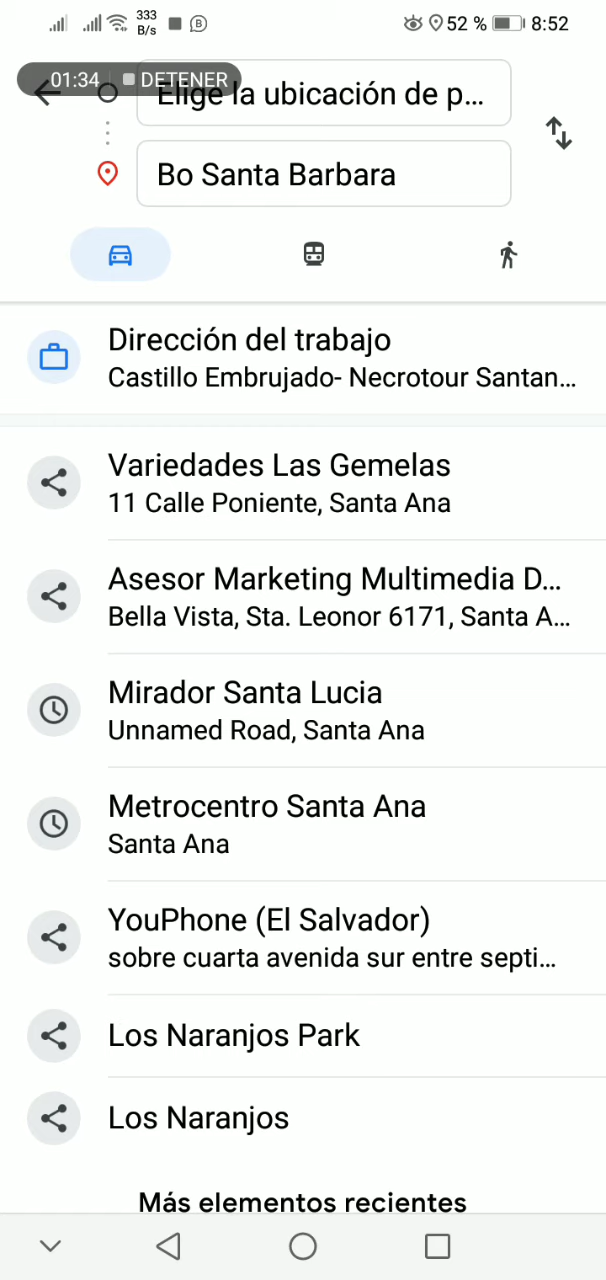 333
B/s
52 %
8:52
01:34
DETENER
Elige la ubicación de p...
Bo Santa Barbara
Dirección del trabajo
Castillo Embrujado- Necrotour Santan...
Variedades Las Gemelas
11 Calle Poniente, Santa Ana
Asesor Marketing Multimedia D...
Bella Vista, Sta. Leonor 6171, Santa A...
Mirador Santa Lucia
Unnamed Road, Santa Ana
Metrocentro Santa Ana
Santa Ana
YouPhone (El Salvador)
sobre cuarta avenida sur entre septi...
Los Naranjos Park
Los Naranjos
Más elementos recientes